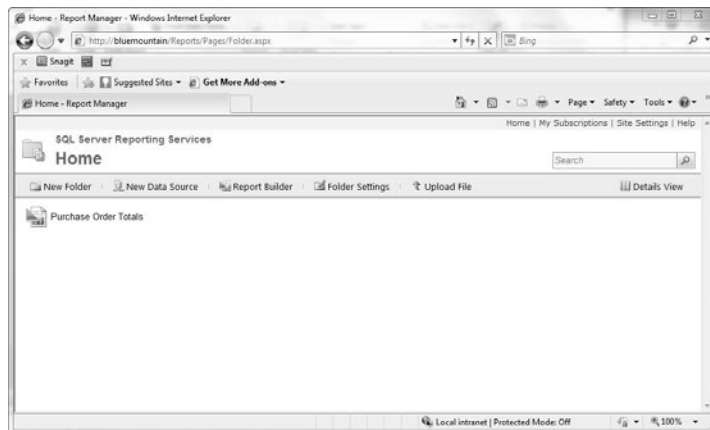 Home - Report Manager - Windows Internet Explorer
http://bluemountain/Reports/Pages/Folder.aspx
Bing
Snagit
Favorites Suggested Sites Get More Add-ons
Home - Report Manager
Page Safety Tools
Home | My Subscriptions | Site Settings | Help
SQL Server Reporting Services
Home
Search
New Folder New Data Source Report Builder Folder Settings Upload File Details View
Purchase Order Totals
Local intranet | Protected Mode: Off
100%